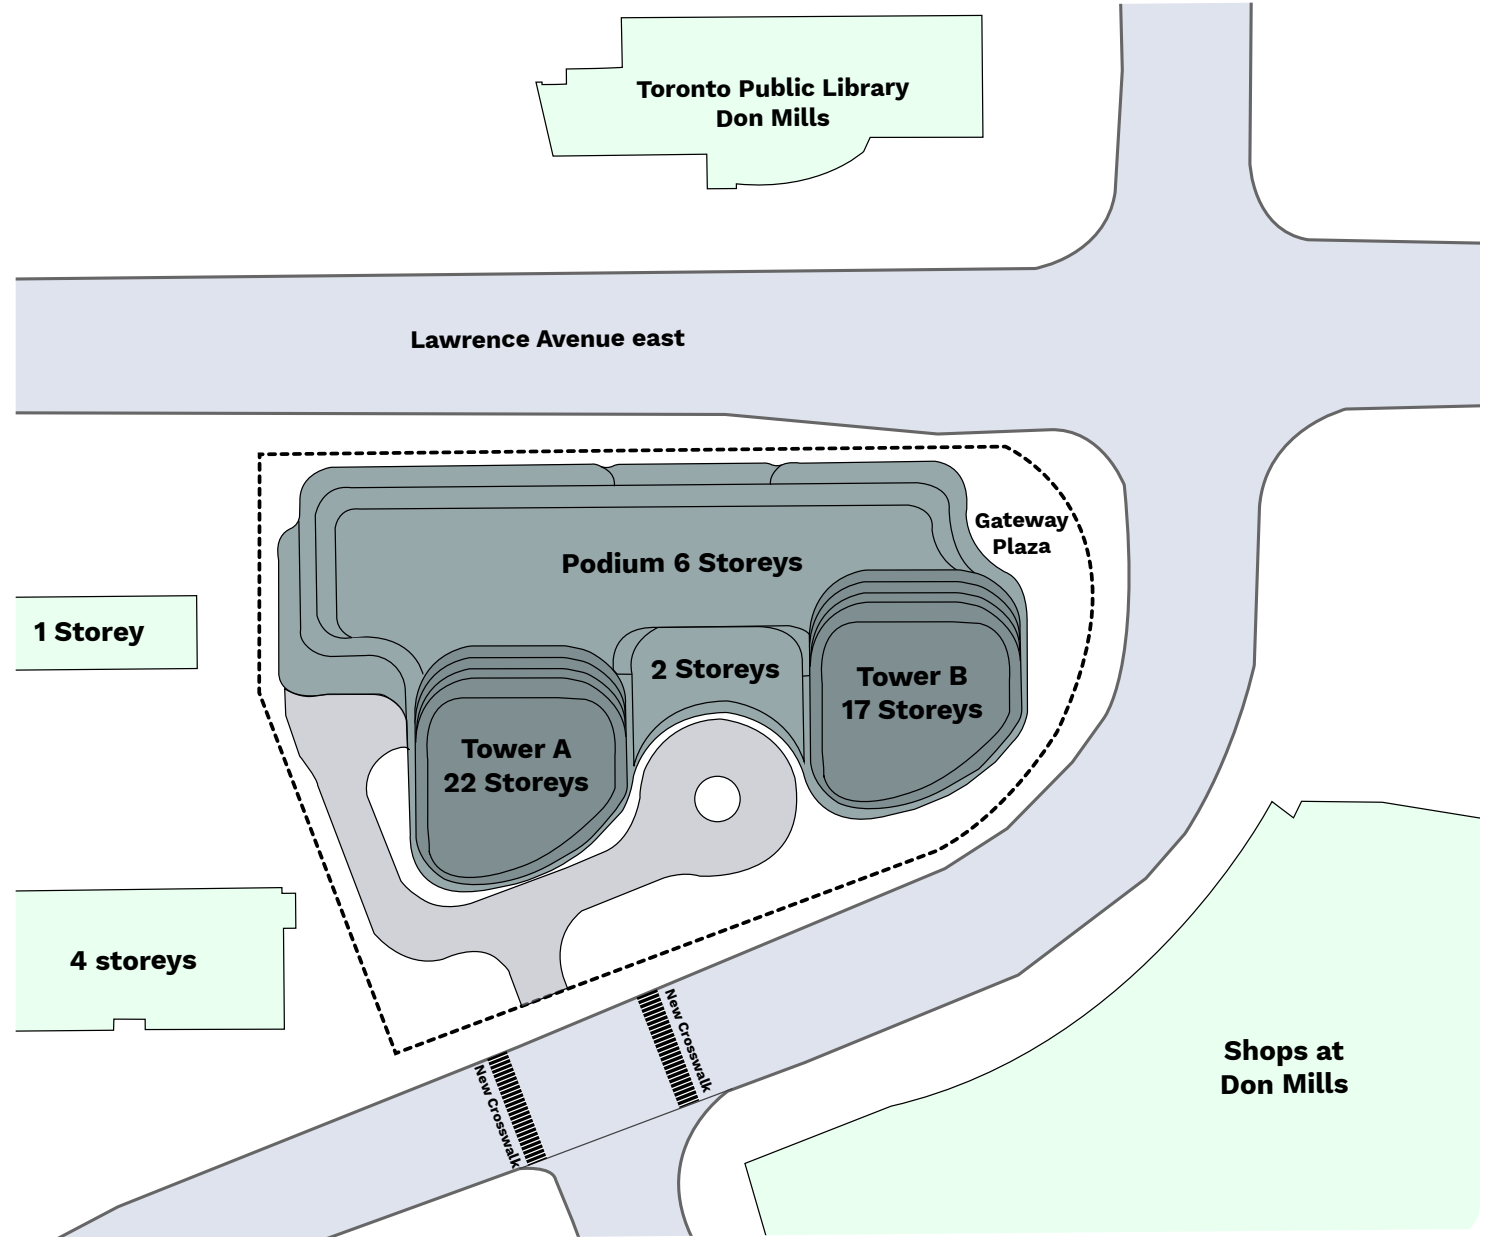 Toronto Public Library
Don Mills
Lawrence Avenue east
Gateway
Plaza
Podium 6 Storeys
1 Storey
2 Storeys
Tower B
17 Storeys
Tower A
22 Storeys
4 storeys
New Crosswalk
New Crosswalk
Shops at
Don Mills